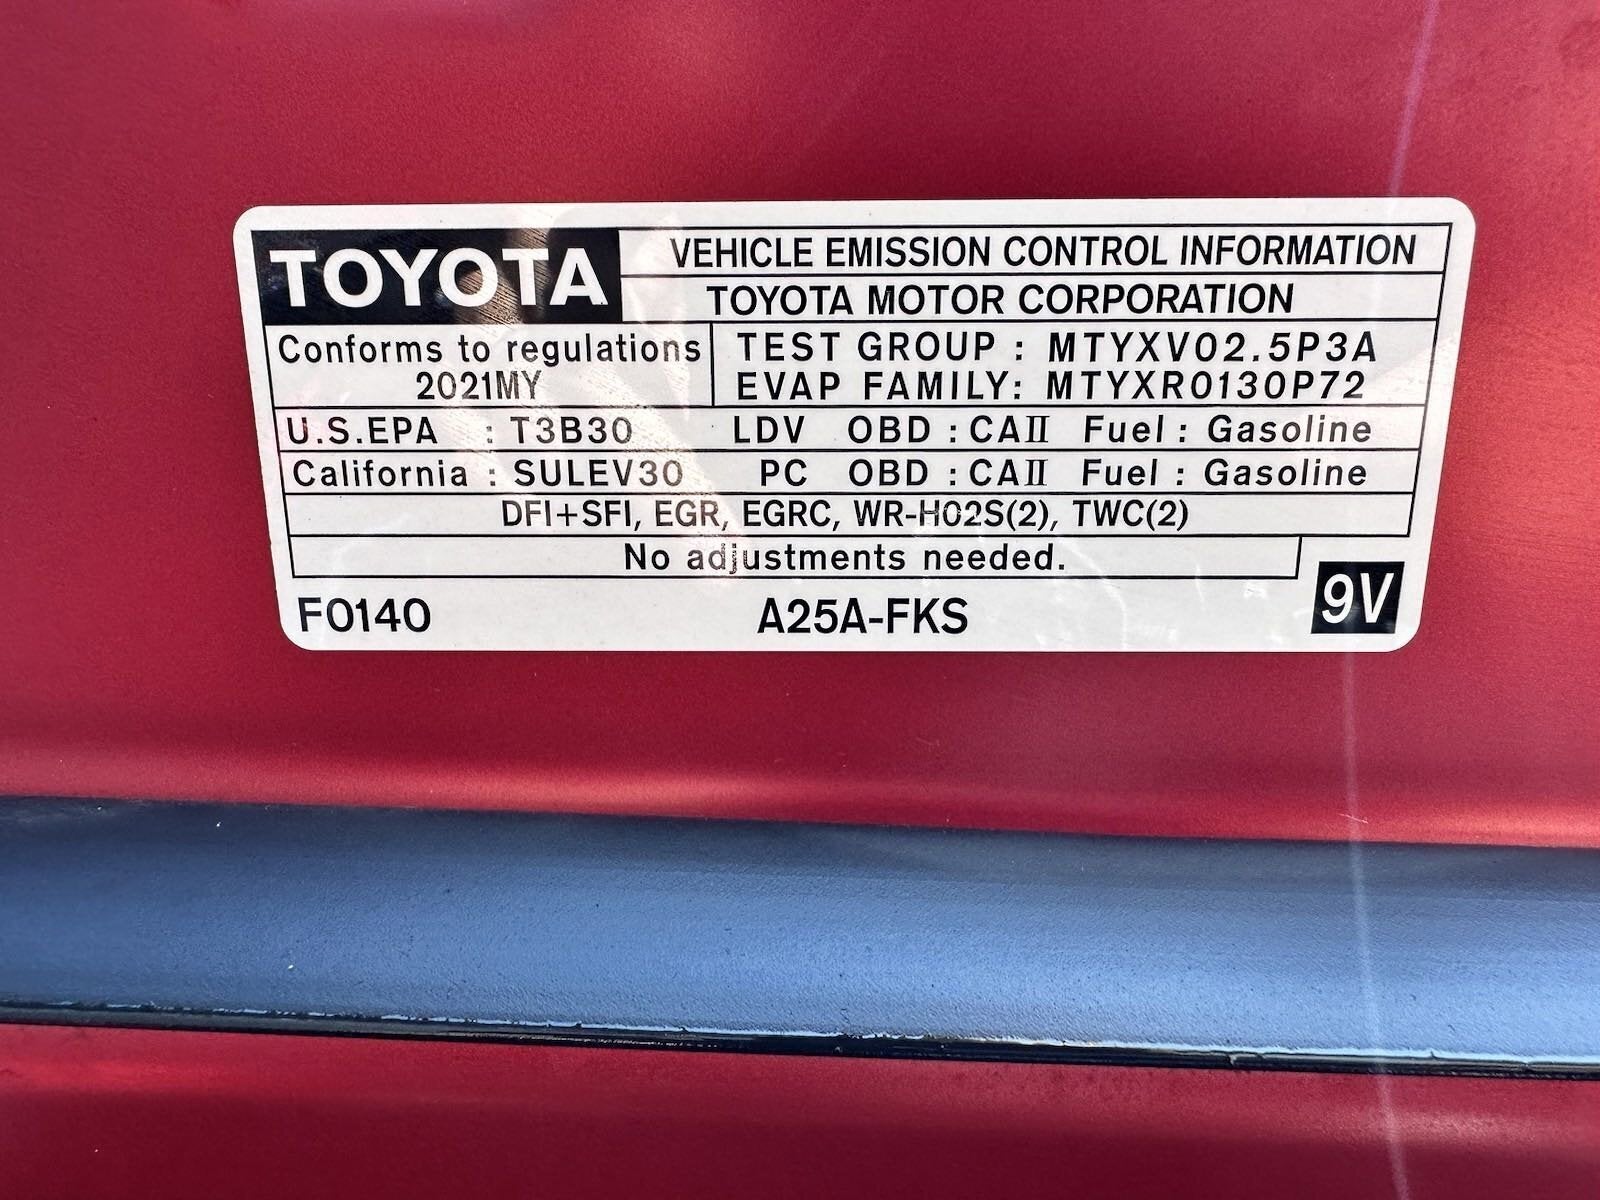 TOYOTA
VEHICLE EMISSION CONTROL INFORMATION
TOYOTA MOTOR CORPORATION
Conforms to regulations
2021MY
TEST GROUP : MTYXV02.5P3A
EVAP FAMILY: MTYXR0130P72
U.S.EPA : T3B30 LDV OBD : CAII Fuel : Gasoline
California : SULEV30 PC OBD : CAII Fuel : Gasoline
DFI+SFI, EGR, EGRC, WR-HO2S(2), TWC(2)
No adjustments needed.
F0140 A25A-FKS 9V